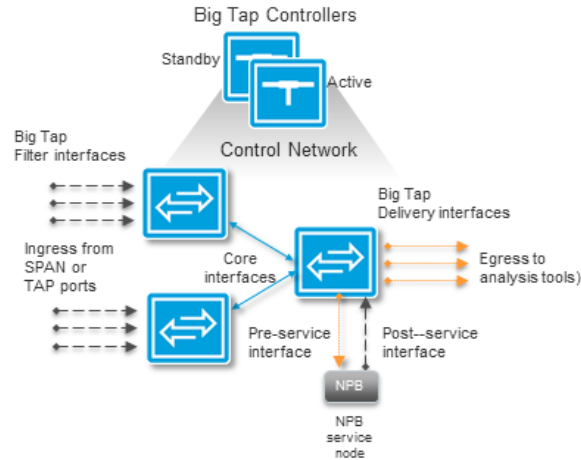 Big Tap Controllers
Standby
Active
Control Network
Big Tap
Filter interfaces
Big Tap
Delivery interfaces
Ingress from
SPAN or
TAP ports
Core
interfaces
Egress to
analysis tools)
Pre-service
interface
Post--service
interface
NPB
NPB
service
node